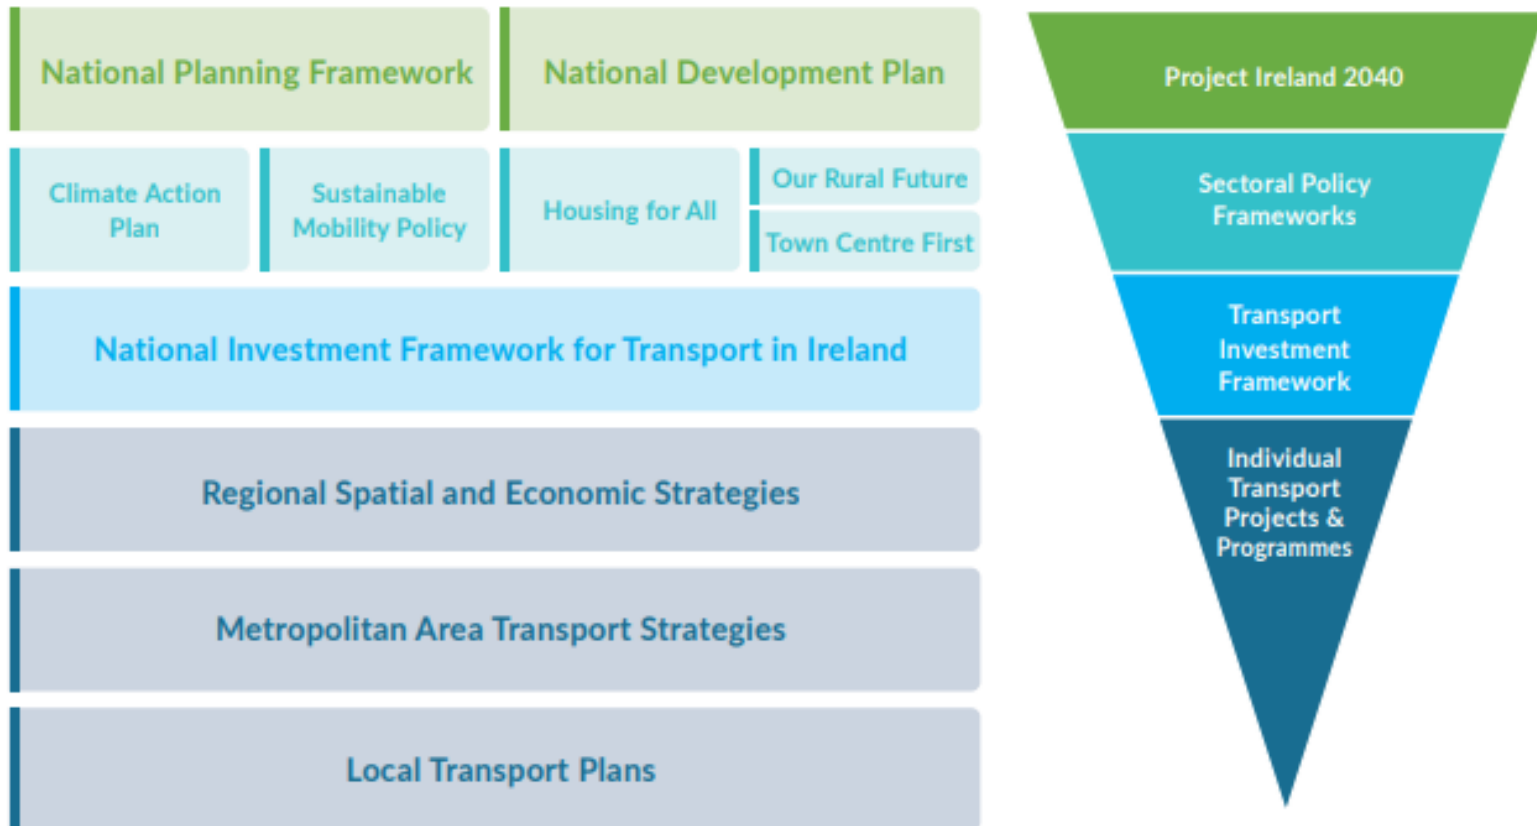 National Planning Framework
National Development Plan
Climate Action
Plan
Sustainable
Mobility Policy
Housing for All
Our Rural Future
Town Centre First
National Investment Framework for Transport in Ireland
Regional Spatial and Economic Strategies
Metropolitan Area Transport Strategies
Local Transport Plans
Project Ireland 2040
Sectoral Policy
Frameworks
Transport
Investment
Framework
Individual
Transport
Projects &
Programmes